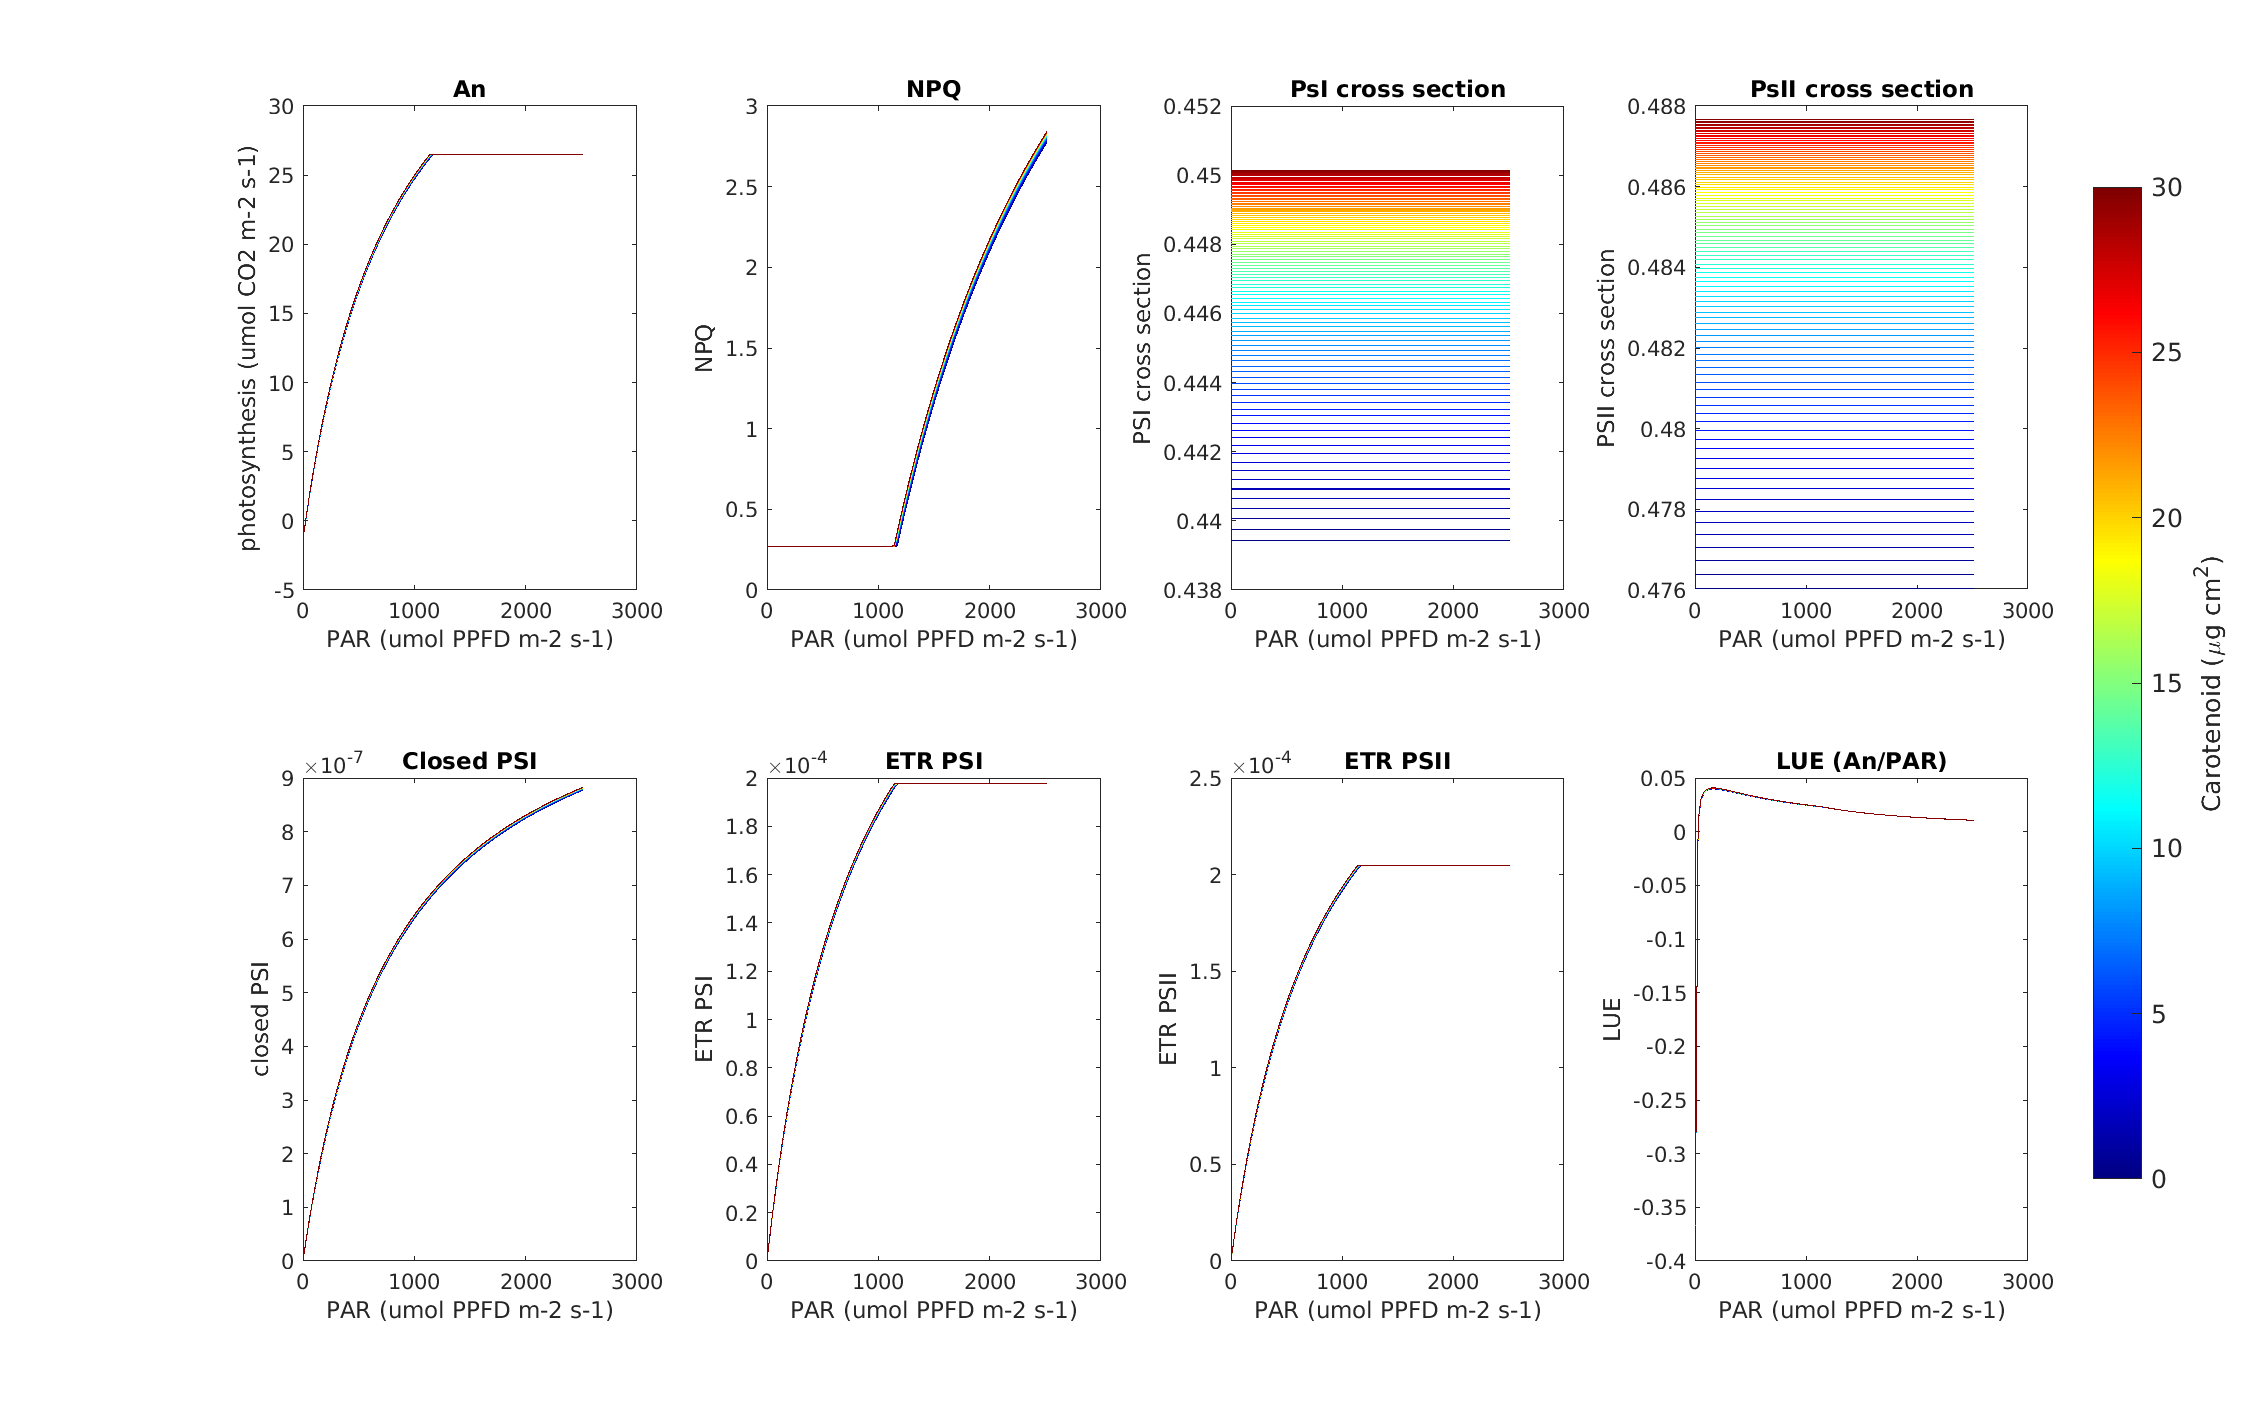 An
30
25
20
15
10
5
0
-5
photosynthesis (umol CO2 m-2 s-1)
0 1000 2000 3000
PAR (umol PPFD m-2 s-1)
NPQ
3
2.5
2
1.5
1
0.5
0
NPQ
0 1000 2000 3000
PAR (umol PPFD m-2 s-1)
PsI cross section
0.452
0.45
0.448
0.446
0.444
0.442
0.44
0.438
PSI cross section
0 1000 2000 3000
PAR (umol PPFD m-2 s-1)
PsII cross section
0.488
0.486
0.484
0.482
0.48
0.478
0.476
PSII cross section
0 1000 2000 3000
PAR (umol PPFD m-2 s-1)
Closed PSI
×10^-7
9
8
7
6
5
4
3
2
1
0
closed PSI
0 1000 2000 3000
PAR (umol PPFD m-2 s-1)
ETR PSI
×10^-4
2
1.8
1.6
1.4
1.2
1
0.8
0.6
0.4
0.2
0
ETR PSI
0 1000 2000 3000
PAR (umol PPFD m-2 s-1)
ETR PSII
×10^-4
2.5
2
1.5
1
0.5
0
ETR PSII
0 1000 2000 3000
PAR (umol PPFD m-2 s-1)
LUE (An/PAR)
0.05
0
-0.05
-0.1
-0.15
-0.2
-0.25
-0.3
-0.35
-0.4
LUE
0 1000 2000 3000
PAR (umol PPFD m-2 s-1)
30
25
20
15
10
5
0
Carotenoid (μg cm²)